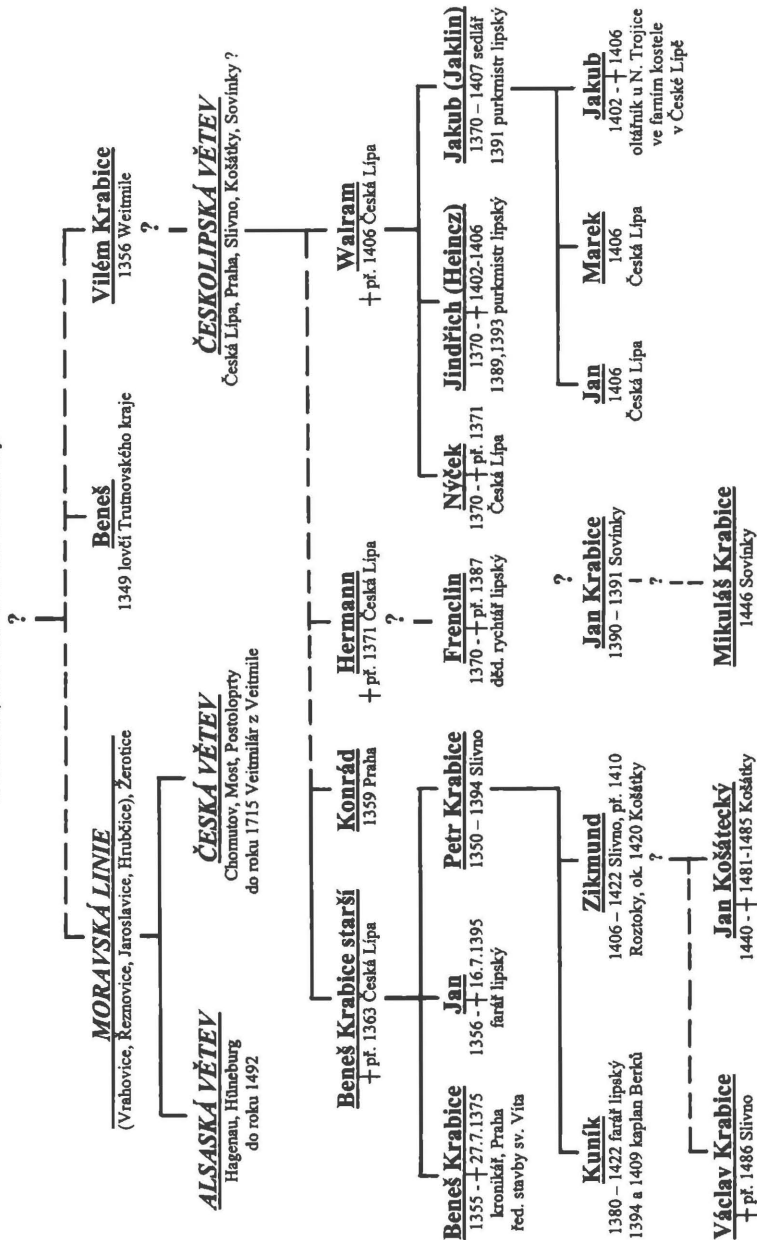 ?
MORAVSKÁ LINIE
(Vrahovice, Řeznovice, Jaroslavice, Hrubčice), Žerotice
Beneš
1349 lovčí Trutnovského kraje
Vilém Krabice
1356 Weitmile
?
ALSASKÁ VĚTEV
Hagenau, Hüneburg
do roku 1492
ČESKÁ VĚTEV
Chomutov, Most, Postoloprty
do roku 1715 Veitmilár z Veitmile
ČESKOLIPSKÁ VĚTEV
Česká Lípa, Praha, Slivno, Košátky, Sovínky ?
Beneš Krabice starší
† př. 1363 Česká Lípa
Konrád
1359 Praha
Hermann
† př. 1371 Česká Lípa
?
Walram
† př. 1406 Česká Lípa
Beneš Krabice
1355 - † 27.7.1375
kronikář, Praha
řed. stavby sv. Víta
Jan
1356 - † 16.7.1395
farář lipský
Petr Krabice
1350 – 1394 Slivno
Frenclin
1370 - † př. 1387
děd. rychtář lipský
Nýček
1370 - † př. 1371
Česká Lípa
Jindřich (Heincz)
1370 - † 1402-1406
1389,1393 purkmistr lipský
Jakub (Jaklin)
1370 – 1407 sedlář
1391 purkmistr lipský
Kuník
1380 – 1422 farář lipský
1394 a 1409 kaplan Berků
Zikmund
1406 – 1422 Slivno, př. 1410
Roztoky, ok. 1420 Košátky
?
?
Jan Krabice
1390 – 1391 Sovínky
?
Jan
1406
Česká Lípa
Marek
1406
Česká Lípa
Jakub
1402 - † 1406
oltářník u N. Trojice
ve farním kostele
v České Lípě
Václav Krabice
† př. 1486 Slivno
Jan Košátecký
1440 - † 1481-1485 Košátky
Mikuláš Krabice
1446 Sovínky